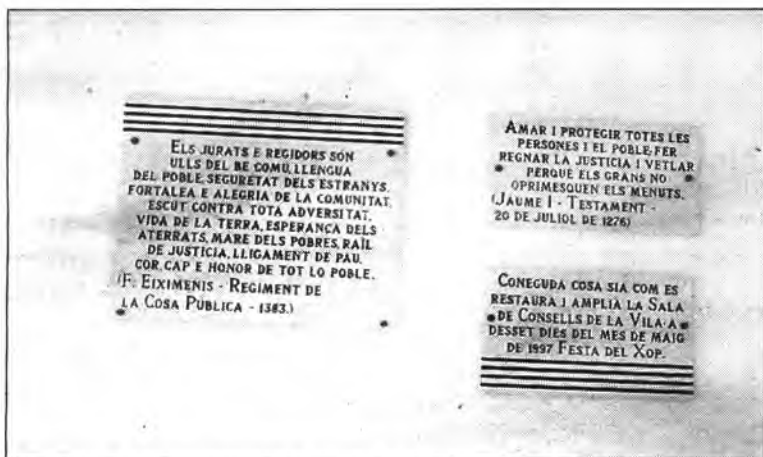 ELS JURATS E REGIDORS SÓN
ULLS DEL BE COMU, LLENGUA
DEL POBLE, SEGURETAT DELS ESTRANYS,
FORTALEA E ALEGRIA DE LA COMUNITAT,
ESCUT CONTRA TOTA ADVERSITAT,
VIDA DE LA TERRA, ESPERANÇA DELS
ATERRATS, MARE DELS POBRES, RAÏL
DE JUSTICIA, LLIGAMENT DE PAU,
COR, CAP E HONOR DE TOT LO POBLE.
(F. EIXIMENIS - REGIMENT DE
LA COSA PUBLICA - 1383.)
AMAR I PROTEGIR TOTES LES
PERSONES I EL POBLE, FER
REGNAR LA JUSTICIA I VETLAR
PERQUE ELS GRANS NO
OPRIMESQUEN ELS MENUTS.
(JAUME I - TESTAMENT -
20 DE JULIOL DE 1276)
CONEGUDA COSA SIA COM ES
RESTAURA I AMPLIA LA SALA
DE CONSELLS DE LA VILA A
DESSET DIES DEL MES DE MAIG
DE 1997 FESTA DEL XOP.